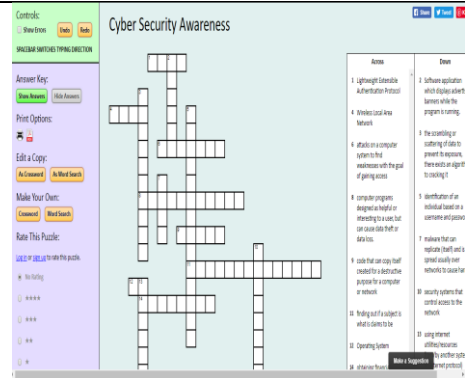 Controls:
Show Errors
Undo
Redo
SPACEBAR SWITCHES TYPING DIRECTION
Answer Key:
Show Answers
Hide Answers
Print Options:
Edit a Copy:
As Crossword
As Word Search
Make Your Own:
Crossword
Word Search
Rate This Puzzle:
Log in or sign up to rate this puzzle.
No Rating
Cyber Security Awareness
Share
Tweet
Across
1 Lightweight Extensible
Authentication Protocol
4 Wireless Local Area
Network
6 attacks on a computer
system to find
weaknesses with the goal
of gaining access
8 computer programs
designed as helpful or
interesting to a user, but
can cause data theft or
data loss.
9 code that can copy itself
created for a destructive
purpose for a computer
or network
11 finding out if a subject is
what is claims to be
12 Operating System
14 obtaining financial
Down
2 Software application
which displays advert
banners while the
program is running.
3 the scrambling or
scattering of data to
prevent its exposure,
there exists an algorith
to cracking it
5 identification of an
individual based on a
username and passwo
7 malware that can
replicate (itself) and is
spread usually over
networks to cause har
10 security systems that
control access to the
network
13 using internet
utilities/resources
by another syste
ternet protocol)
Make a Suggestion